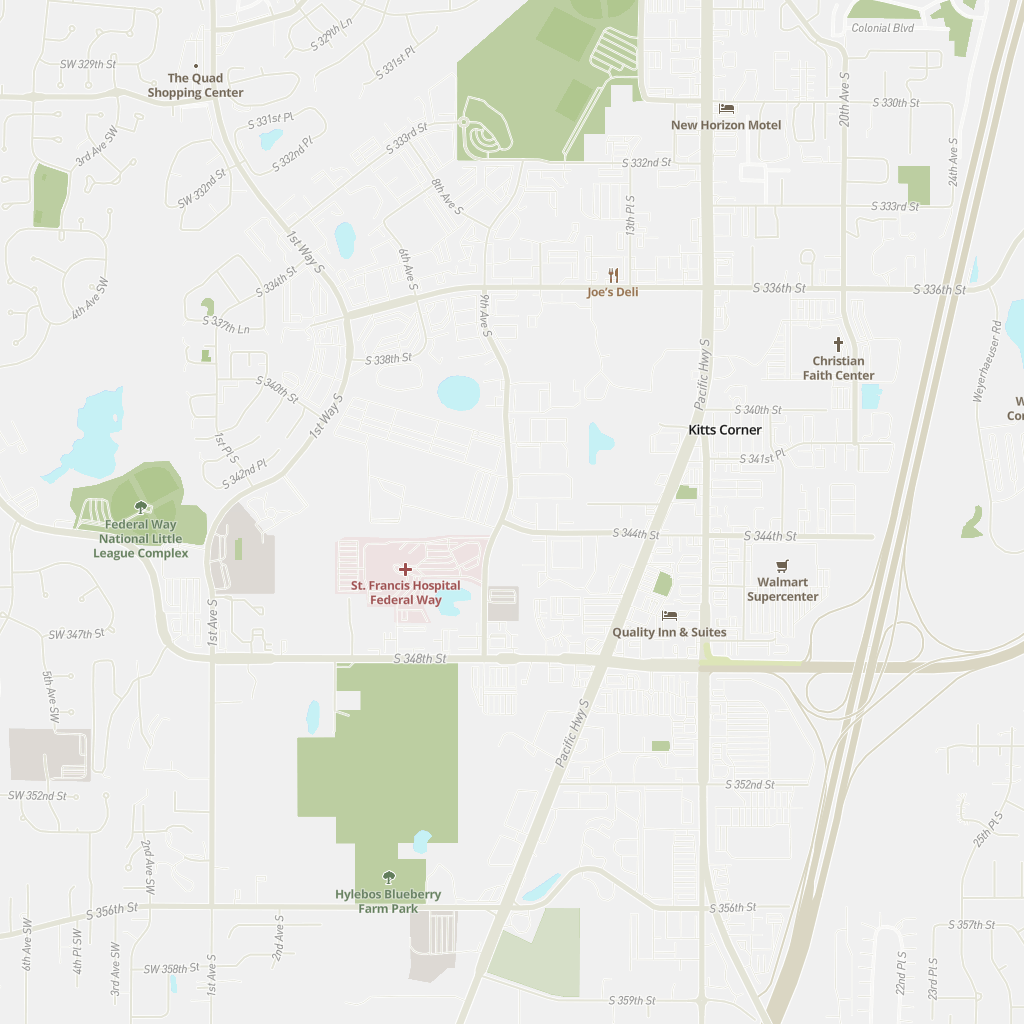 Colonial Blvd
S 329th Ln
S 331st Pl
SW 329th St
The Quad
Shopping Center
20th Ave S
S 330th St
New Horizon Motel
S 331st Pl
S 333rd St
3rd Ave SW
S 332nd Pl
S 332nd St
24th Ave S
SW 332nd St
8th Ave S
13th Pl S
S 333rd St
1st Way S
6th Ave S
S 334th St
4th Ave SW
Joe's Deli
S 336th St
S 336th St
9th Ave S
S 337th Ln
Weyerhaeuser Rd
S 338th St
Pacific Hwy S
Christian
Faith Center
S 340th St
1st Way S
S 340th St
W
Cor
Kitts Corner
1st Pl S
S 341st Pl
S 342nd Pl
Federal Way
National Little
League Complex
S 344th St
S 344th St
St. Francis Hospital
Federal Way
Walmart
Supercenter
1st Ave S
SW 347th St
Quality Inn & Suites
S 348th St
5th Ave SW
Pacific Hwy S
S 352nd St
SW 352nd St
25th Pl S
2nd Ave SW
Hylebos Blueberry
Farm Park
S 356th St
S 356th St
6th Ave SW
4th Pl SW
3rd Ave SW
2nd Ave S
S 357th St
SW 358th St
1st Ave S
22nd Pl S
23rd Pl S
S 359th St